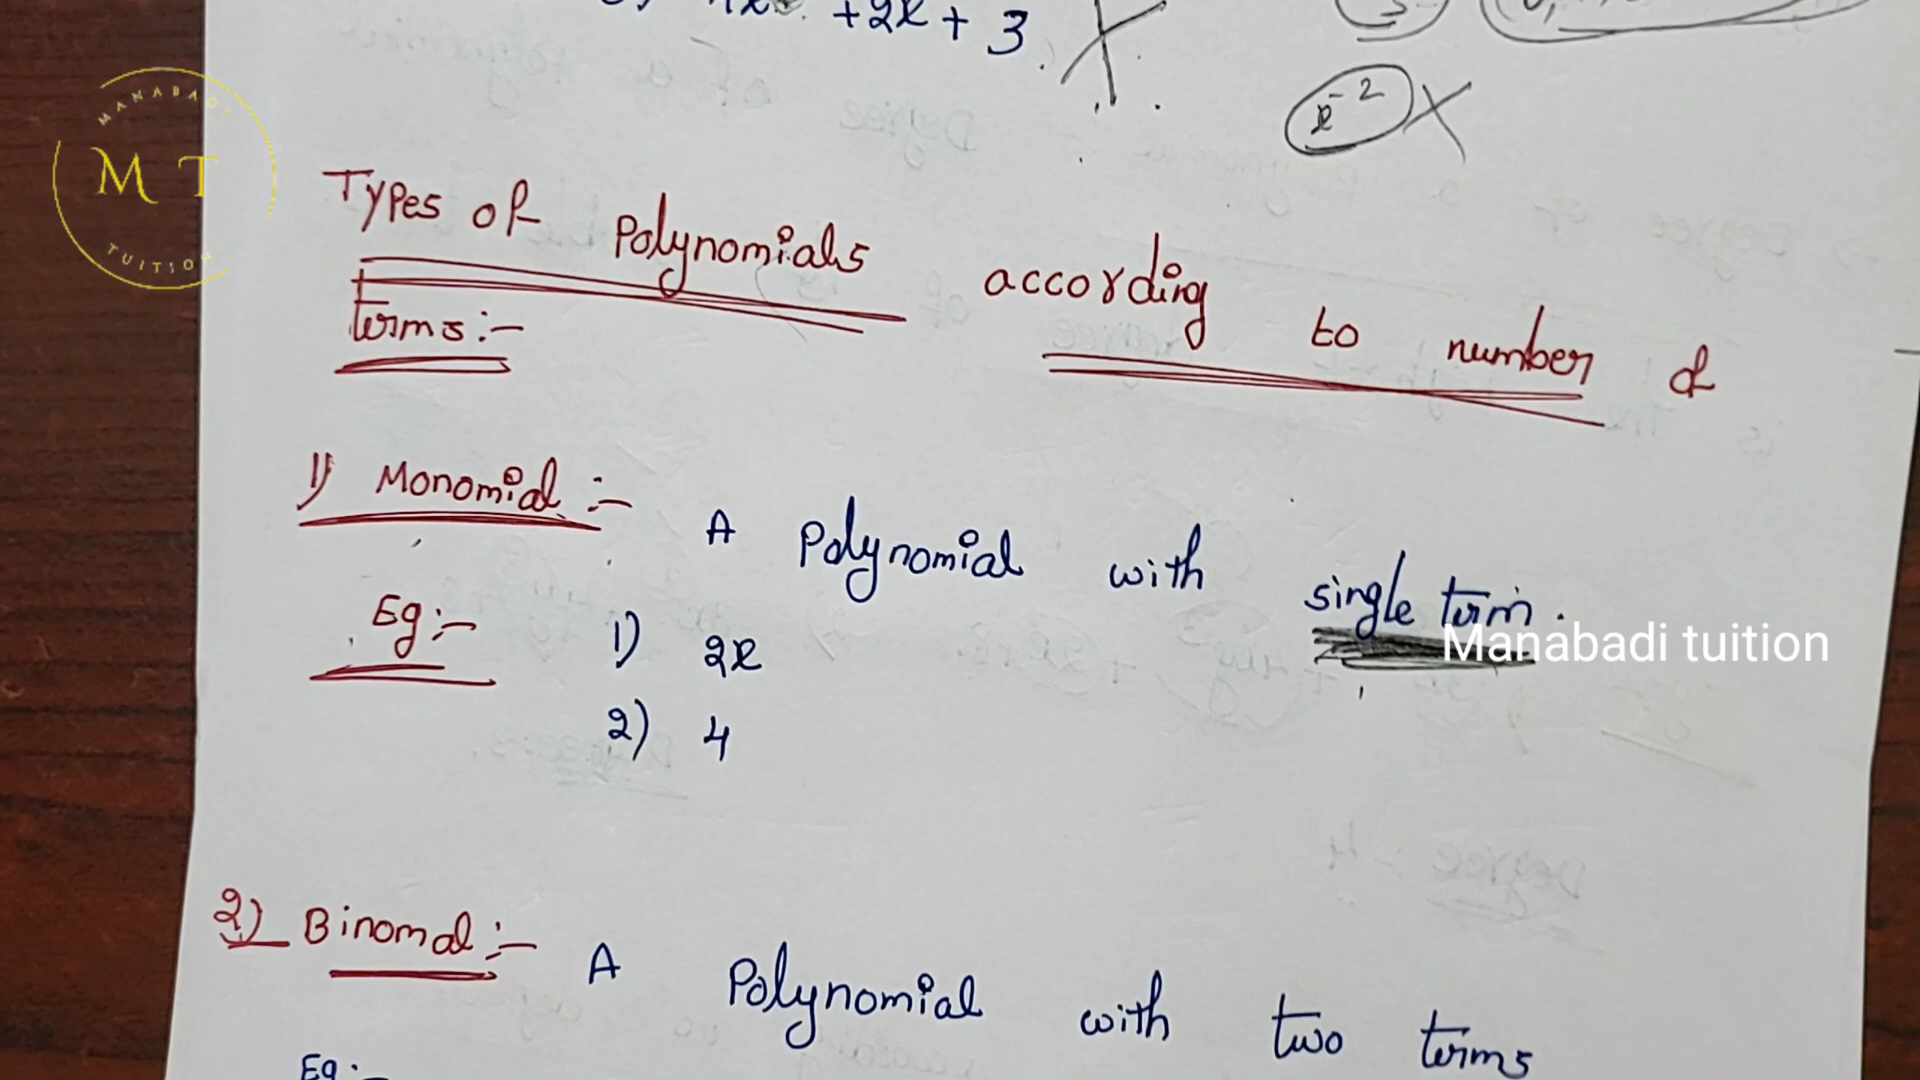 +2x + 3
x⁻²
MANABADI
M T
TUITION
Types of Polynomials according to number of
terms:-
1) Monomial :- A Polynomial with single term.
Manabadi tuition
Eg:- 1) 2x
2) 4
2) Binomal:- A Polynomial with two terms
Eg:-